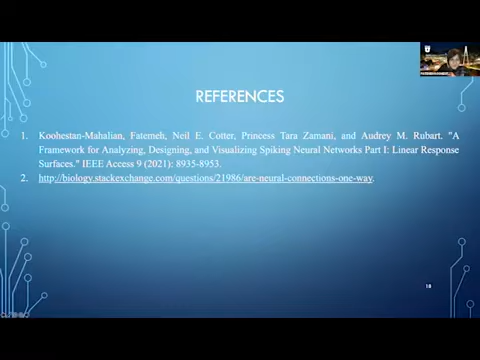 REFERENCES
1. Koohestan-Mahalian, Fatemeh, Neil E. Cotter, Princess Tara Zamani, and Audrey M. Rubart. "A
Framework for Analyzing, Designing, and Visualizing Spiking Neural Networks Part I: Linear Response
Surfaces." IEEE Access 9 (2021): 8935-8953.
2. http://biology.stackexchange.com/questions/21986/are-neural-connections-one-way.
18